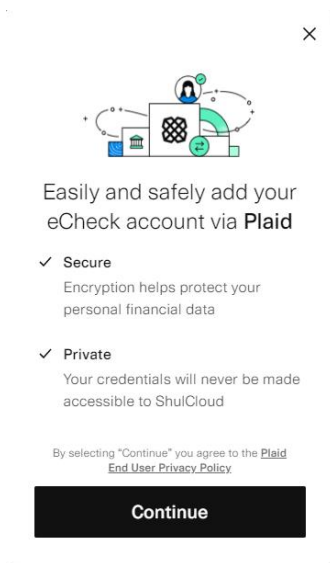 Easily and safely add your
eCheck account via Plaid
Secure
Encryption helps protect your
personal financial data
Private
Your credentials will never be made
accessible to ShulCloud
By selecting "Continue" you agree to the Plaid
End User Privacy Policy
Continue